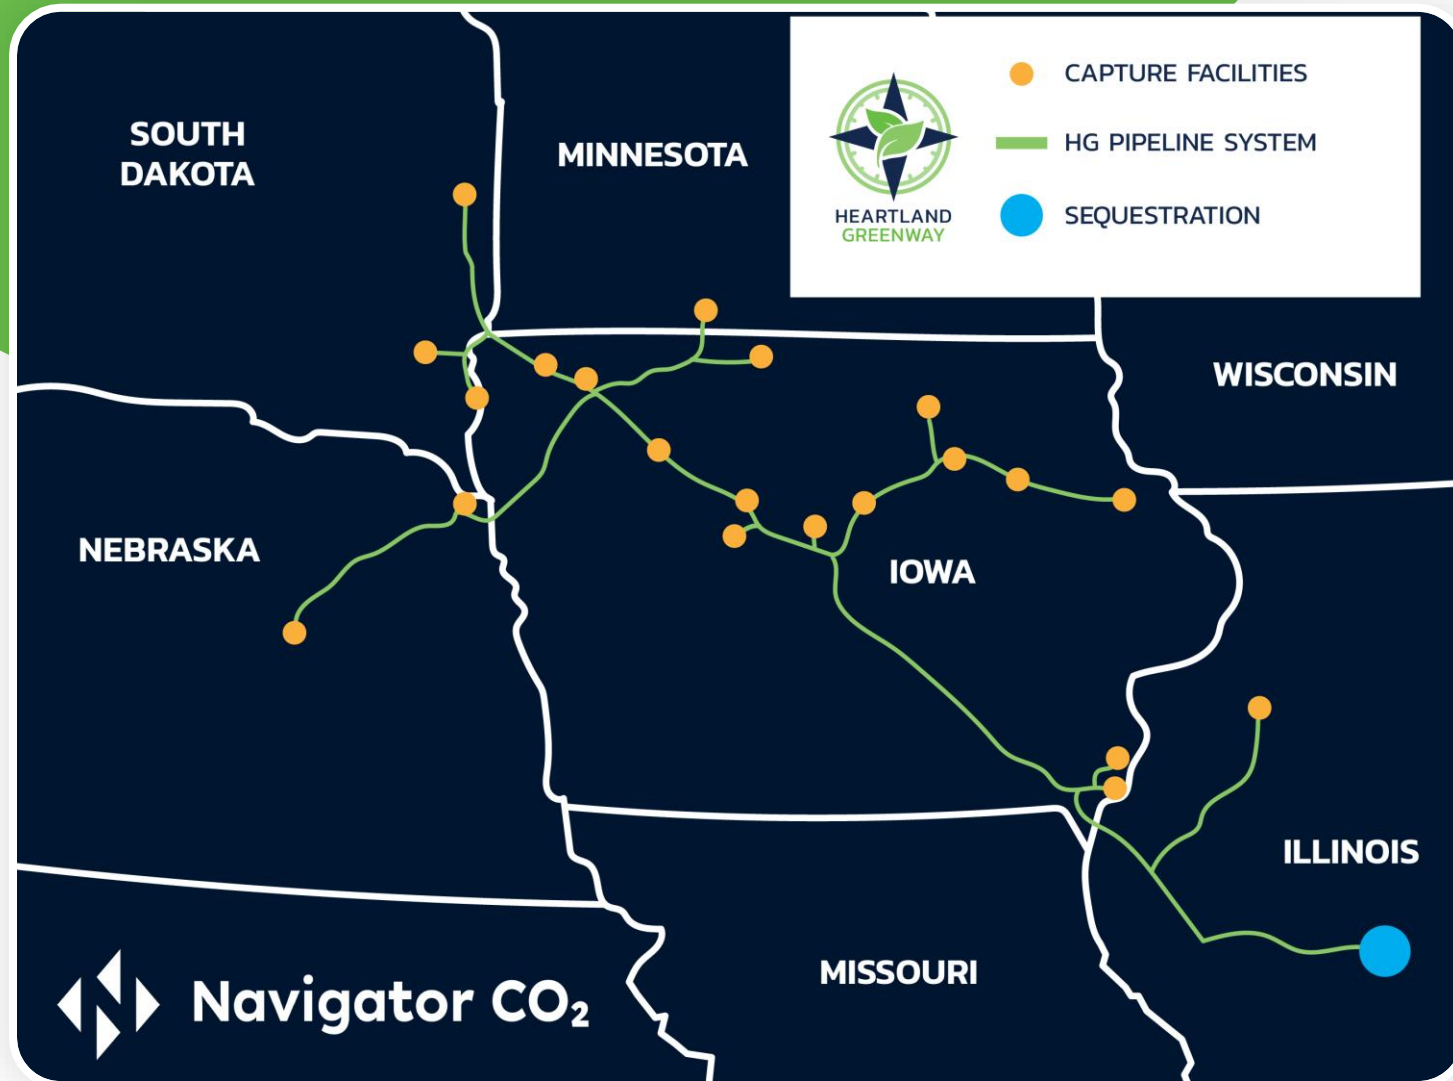 SOUTH
DAKOTA
MINNESOTA
CAPTURE FACILITIES
HG PIPELINE SYSTEM
SEQUESTRATION
HEARTLAND
GREENWAY
WISCONSIN
NEBRASKA
IOWA
ILLINOIS
MISSOURI
Navigator CO₂